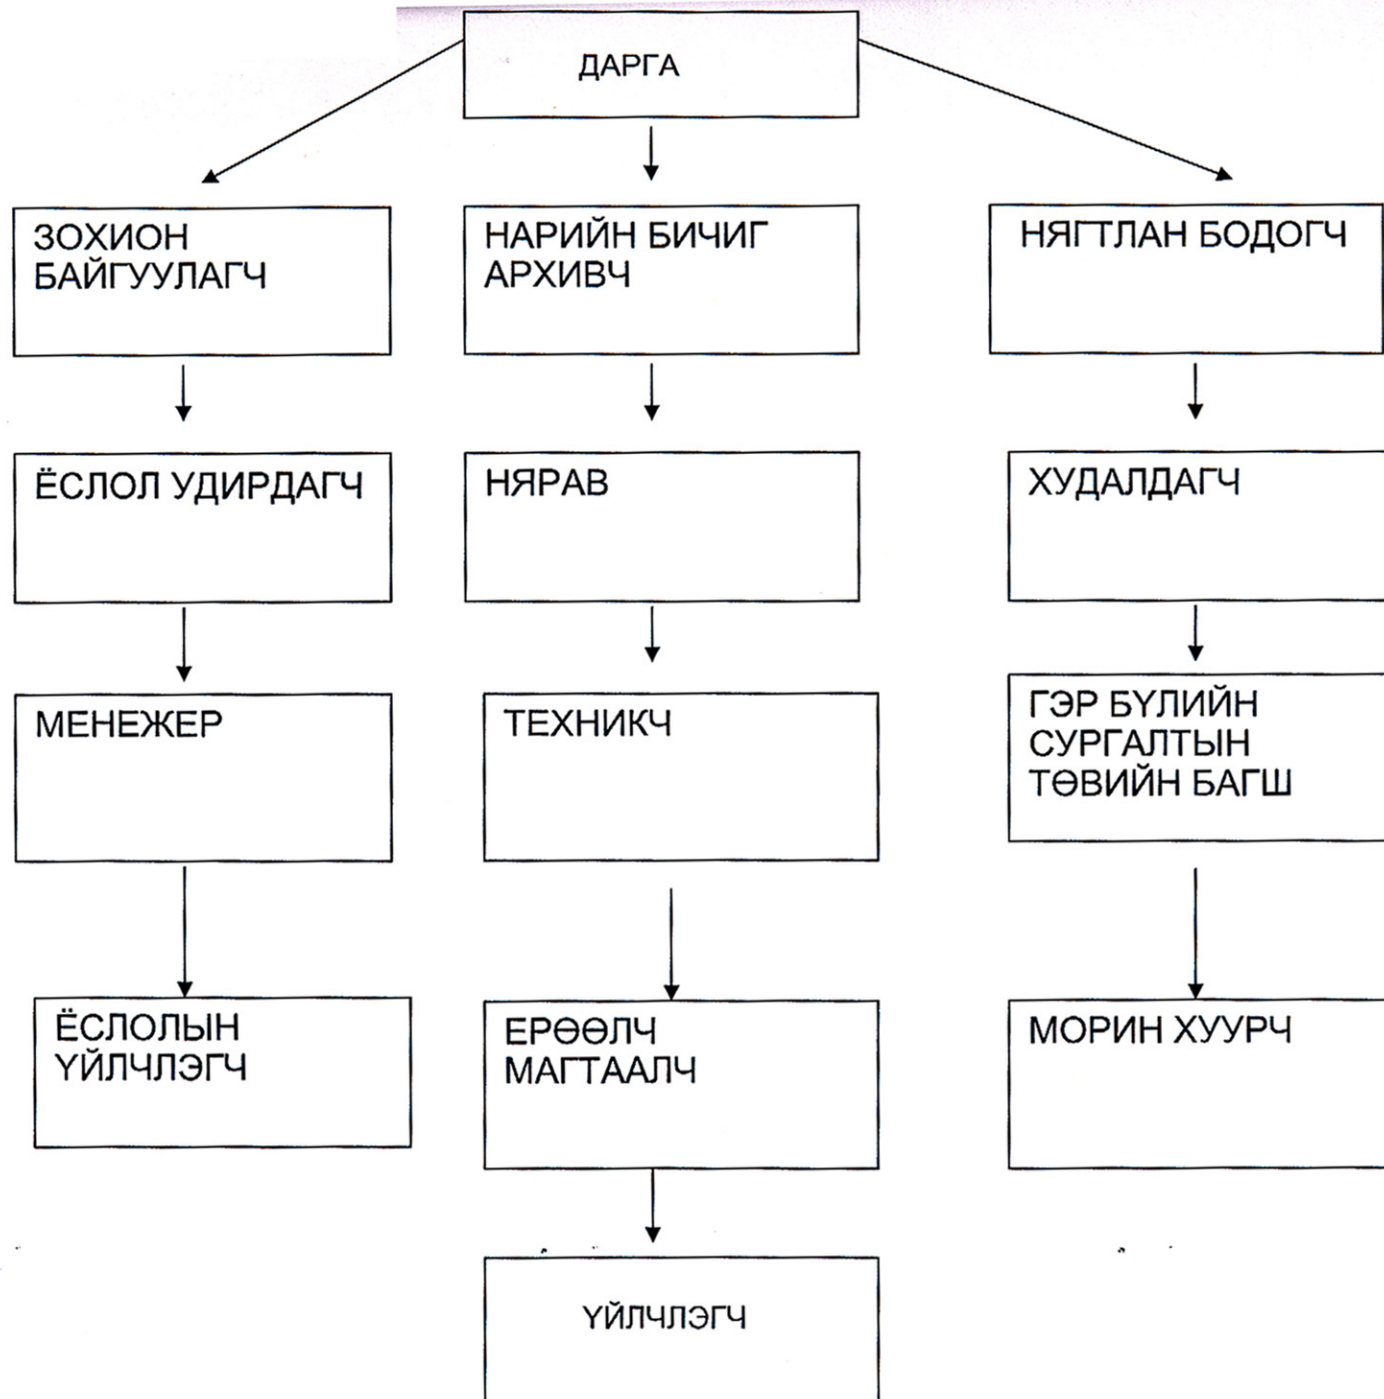 ДАРГА
ЗОХИОН
БАЙГУУЛАГЧ
НАРИЙН БИЧИГ
АРХИВЧ
НЯГТЛАН БОДОГЧ
ЁСЛОЛ УДИРДАГЧ
НЯРАВ
ХУДАЛДАГЧ
МЕНЕЖЕР
ТЕХНИКЧ
ГЭР БҮЛИЙН
СУРГАЛТЫН
ТӨВИЙН БАГШ
ЁСЛОЛЫН
ҮЙЛЧЛЭГЧ
ЕРӨӨЛЧ
МАГТААЛЧ
МОРИН ХУУРЧ
ҮЙЛЧЛЭГЧ